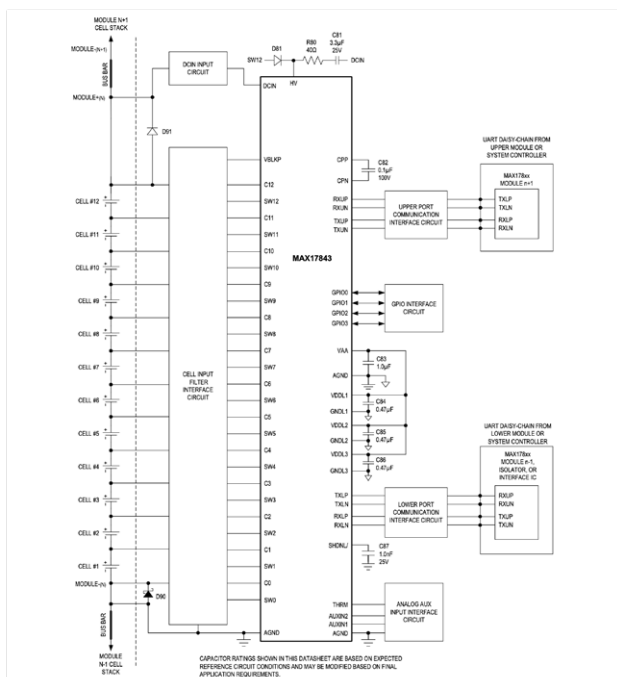 MODULE N+1
CELL STACK
MODULE-(N+1)
BUS BAR
MODULE+(N)
DCIN INPUT
CIRCUIT
D91
SW12
D81
R80
40Ω
C81
3.3µF
25V
DCIN
HV
DCIN
VBLKP
C12
SW12
C11
SW11
C10
SW10
C9
SW9
C8
SW8
C7
SW7
C6
SW6
C5
SW5
C4
SW4
C3
SW3
C2
SW2
C1
SW1
C0
SW0
AGND
CELL #12
CELL #11
CELL #10
CELL #9
CELL #8
CELL #7
CELL #6
CELL #5
CELL #4
CELL #3
CELL #2
CELL #1
MODULE-(N)
D90
BUS BAR
MODULE
N-1 CELL
STACK
CELL INPUT
FILTER
INTERFACE
CIRCUIT
MAX17843
CPP
CPN
C82
0.1µF
100V
RXUP
RXUN
TXUP
TXUN
UPPER PORT
COMMUNICATION
INTERFACE CIRCUIT
UART DAISY-CHAIN FROM
UPPER MODULE OR
SYSTEM CONTROLLER
MAX178xx
MODULE n+1
TXLP
TXLN
RXLP
RXLN
GPIO0
GPIO1
GPIO2
GPIO3
GPIO INTERFACE
CIRCUIT
VAA
C83
1.0µF
AGND
VDDL1
C84
0.47µF
GNDL1
VDDL2
C85
0.47µF
GNDL2
VDDL3
C86
0.47µF
GNDL3
TXLP
TXLN
RXLP
RXLN
LOWER PORT
COMMUNICATION
INTERFACE CIRCUIT
UART DAISY-CHAIN FROM
LOWER MODULE OR
SYSTEM CONTROLLER
MAX178xx
MODULE n-1,
ISOLATOR, OR
INTERFACE IC
RXUP
RXUN
TXUP
TXUN
SHDNL/
C87
1.0nF
25V
THRM
AUXIN2
AUXIN1
AGND
ANALOG AUX
INPUT INTERFACE
CIRCUIT
CAPACITOR RATINGS SHOWN IN THIS DATASHEET ARE BASED ON EXPECTED
REFERENCE CIRCUIT CONDITIONS AND MAY BE MODIFIED BASED ON FINAL
APPLICATION REQUIREMENTS.